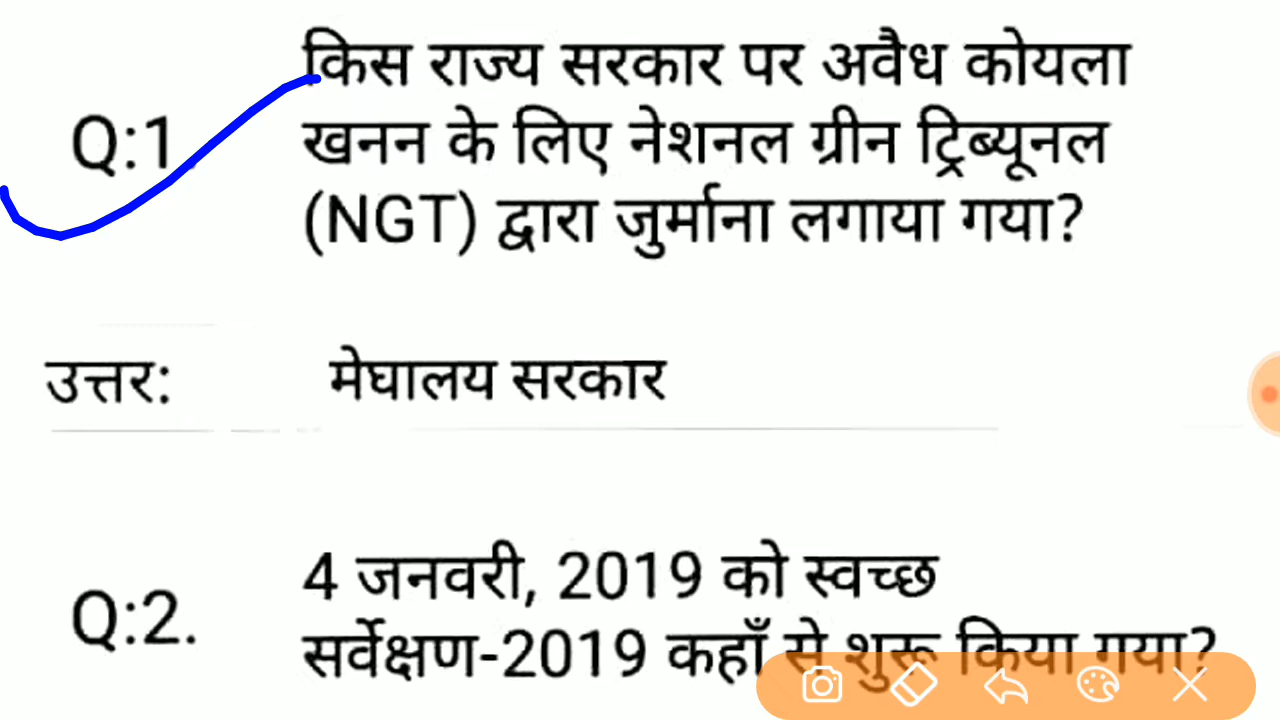 किस राज्य सरकार पर अवैध कोयला
Q:1 खनन के लिए नेशनल ग्रीन ट्रिब्यूनल
(NGT) द्वारा जुर्माना लगाया गया?
उत्तर: मेघालय सरकार
4 जनवरी, 2019 को स्वच्छ
Q:2. सर्वेक्षण-2019 कहाँ से शुरू किया गया?